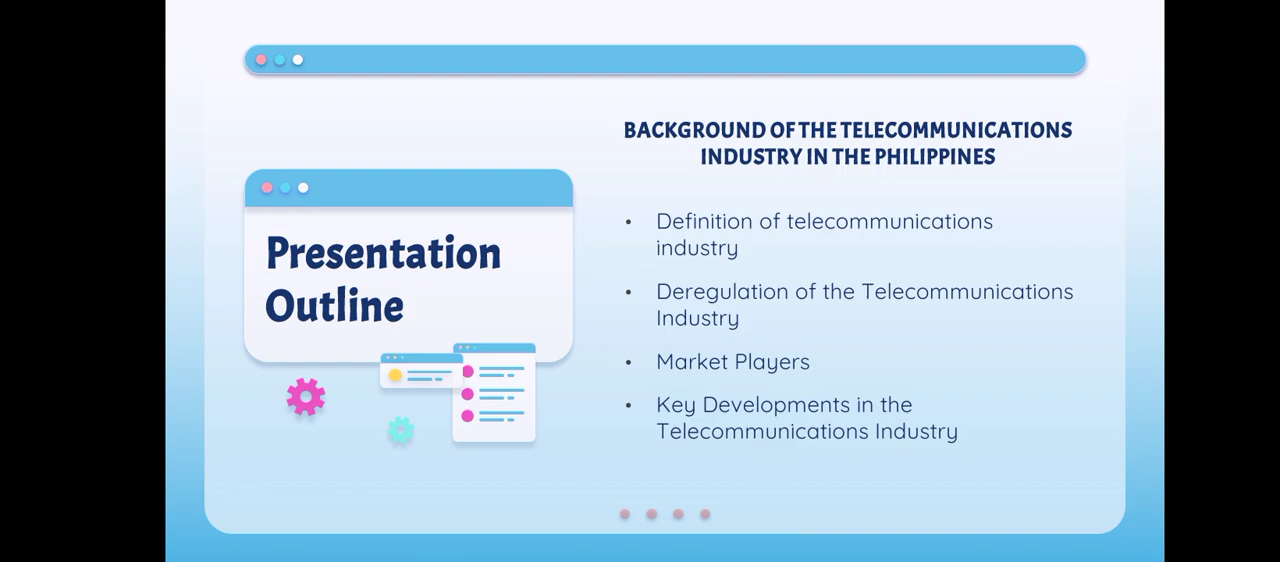 BACKGROUND OF THE TELECOMMUNICATIONS
INDUSTRY IN THE PHILIPPINES
Presentation
Outline
• Definition of telecommunications
industry
• Deregulation of the Telecommunications
Industry
• Market Players
• Key Developments in the
Telecommunications Industry